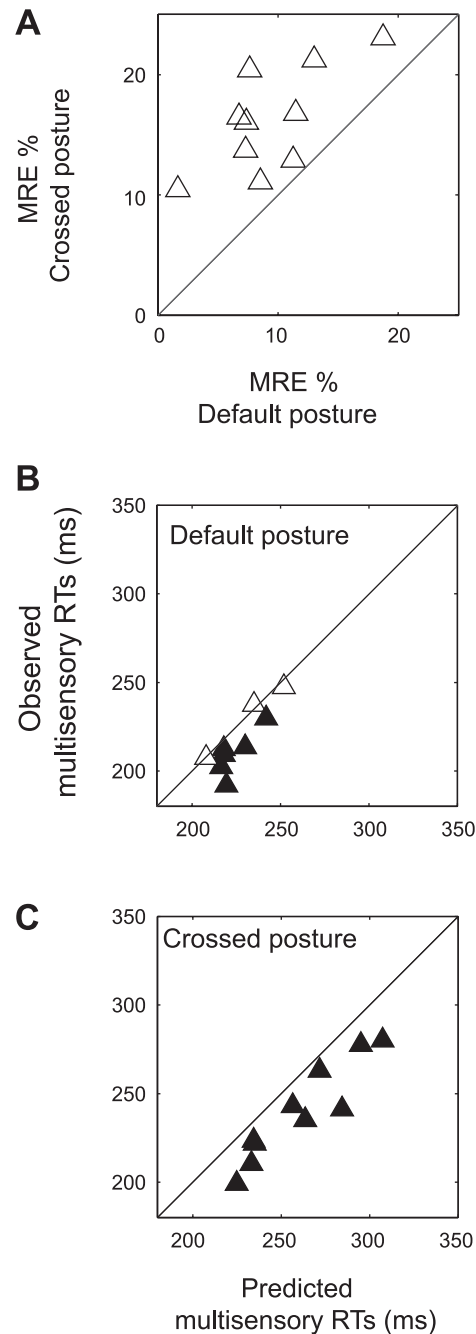 A
MRE %
Crossed posture
20
10
0
0 10 20
MRE %
Default posture
B
Observed
multisensory RTs (ms)
Default posture
350
300
250
200
200 250 300 350
C
Crossed posture
350
300
250
200
200 250 300 350
Predicted
multisensory RTs (ms)